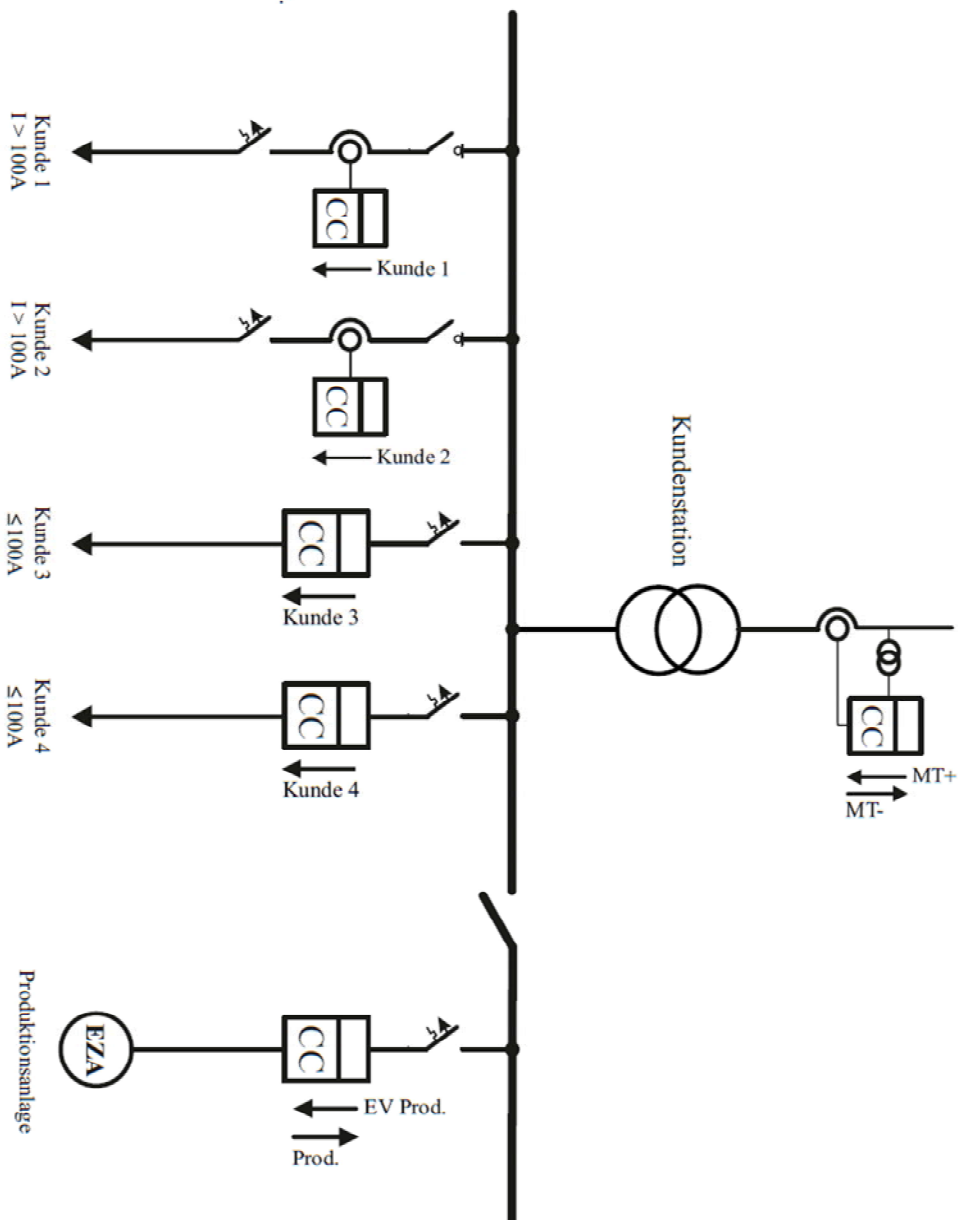 Kunde 1
I > 100A
CC
Kunde 1
Kunde 2
I > 100A
CC
Kunde 2
Kundenstation
CC
MT+
MT-
Kunde 3
≤100A
CC
Kunde 3
Kunde 4
≤100A
CC
Kunde 4
Produktionsanlage
EZA
CC
EV Prod.
Prod.